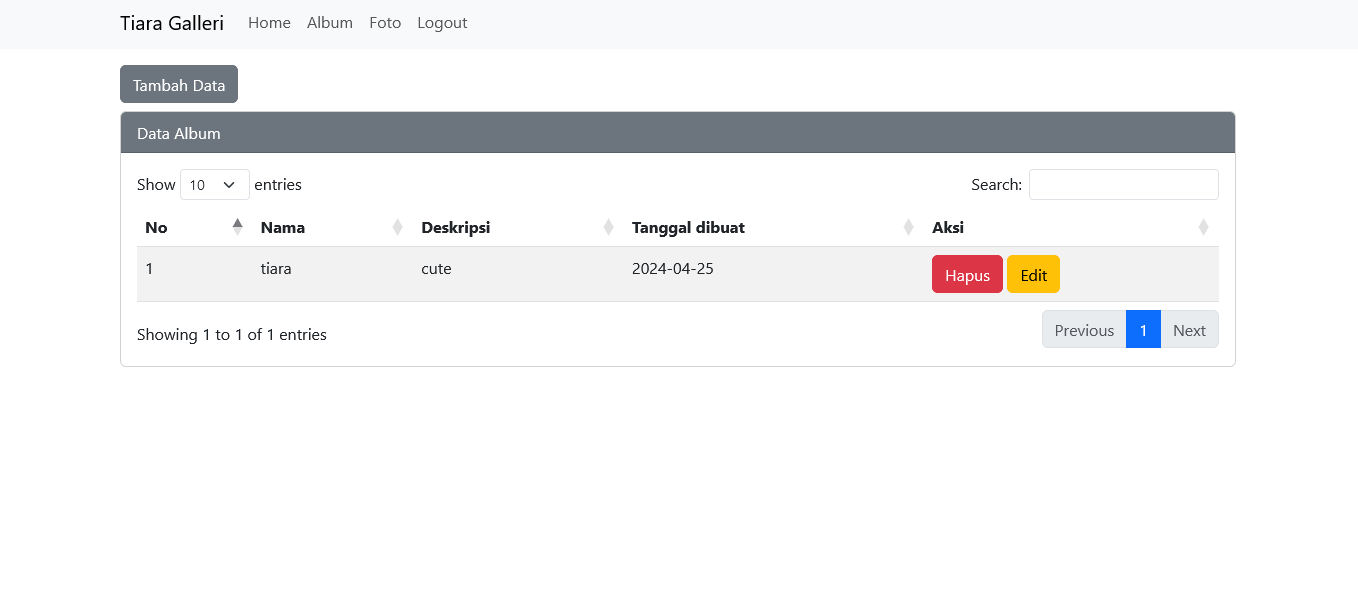 Tiara Galleri Home Album Foto Logout
Tambah Data
Data Album
Show 10 entries Search:
No Nama Deskripsi Tanggal dibuat Aksi
1 tiara cute 2024-04-25 Hapus Edit
Showing 1 to 1 of 1 entries Previous 1 Next